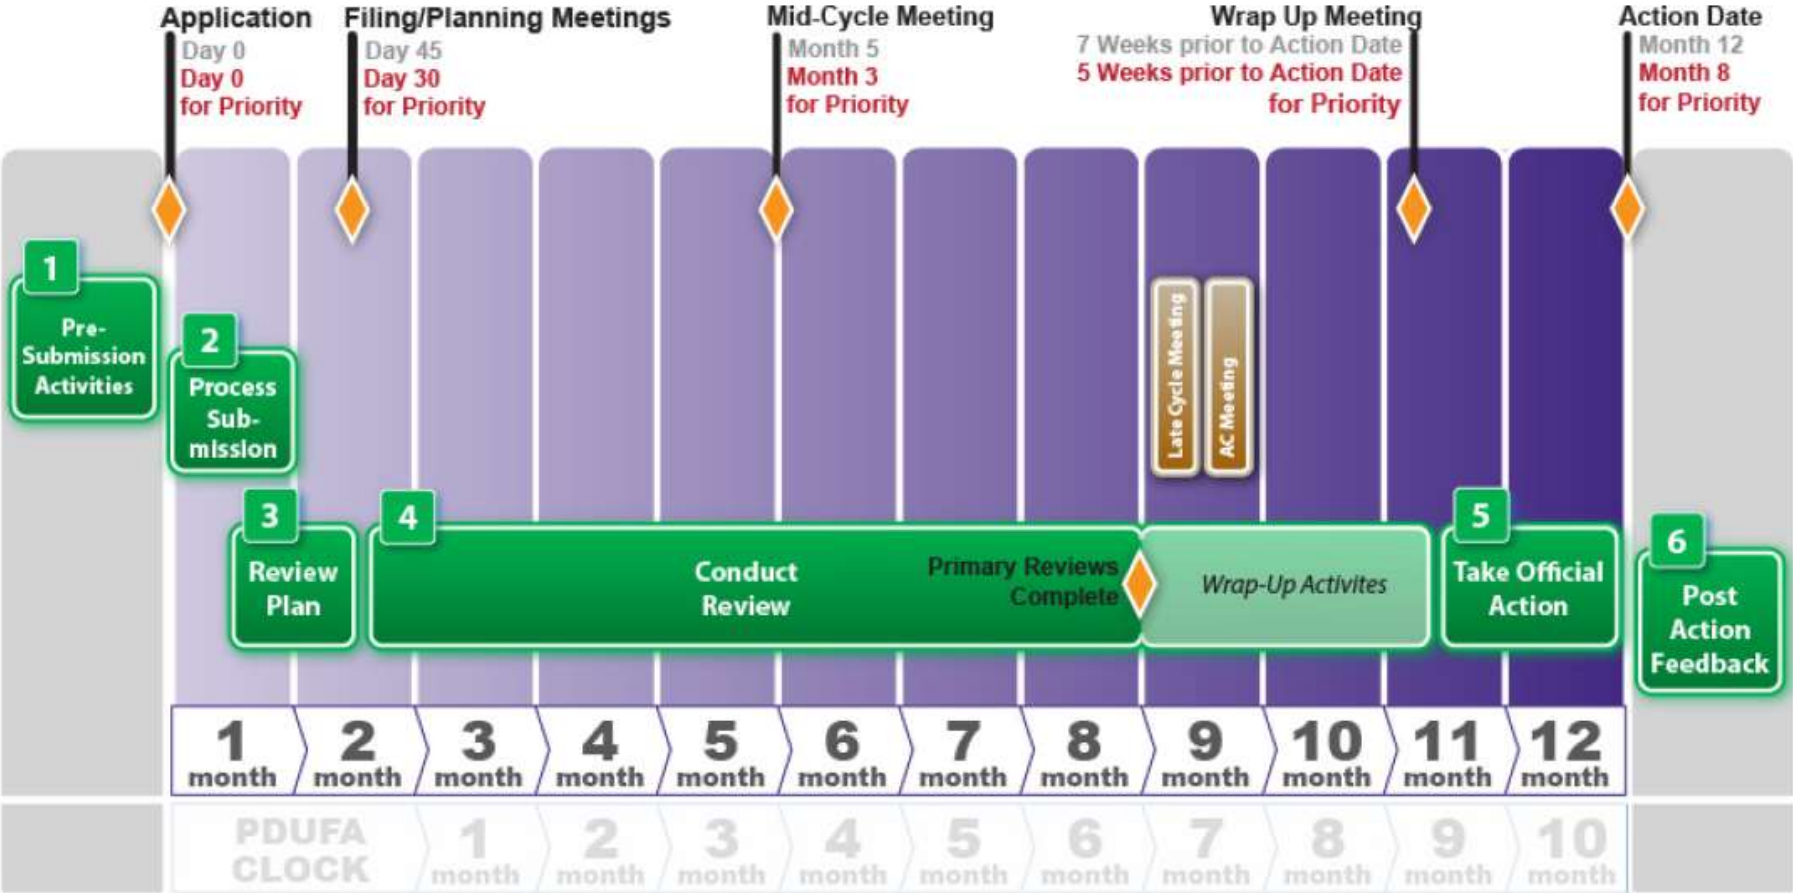 Application
Day 0
Day 0
for Priority
Filing/Planning Meetings
Day 45
Day 30
for Priority
Mid-Cycle Meeting
Month 5
Month 3
for Priority
Wrap Up Meeting
7 Weeks prior to Action Date
5 Weeks prior to Action Date
for Priority
Action Date
Month 12
Month 8
for Priority
1
Pre-
Submission
Activities
2
Process
Sub-
mission
Late Cycle Meeting
AC Meeting
3
Review
Plan
4
Conduct
Review
Primary Reviews
Complete
Wrap-Up Activites
5
Take Official
Action
6
Post
Action
Feedback
1
month
2
month
3
month
4
month
5
month
6
month
7
month
8
month
9
month
10
month
11
month
12
month
PDUFA
CLOCK
1
month
2
month
3
month
4
month
5
month
6
month
7
month
8
month
9
month
10
month